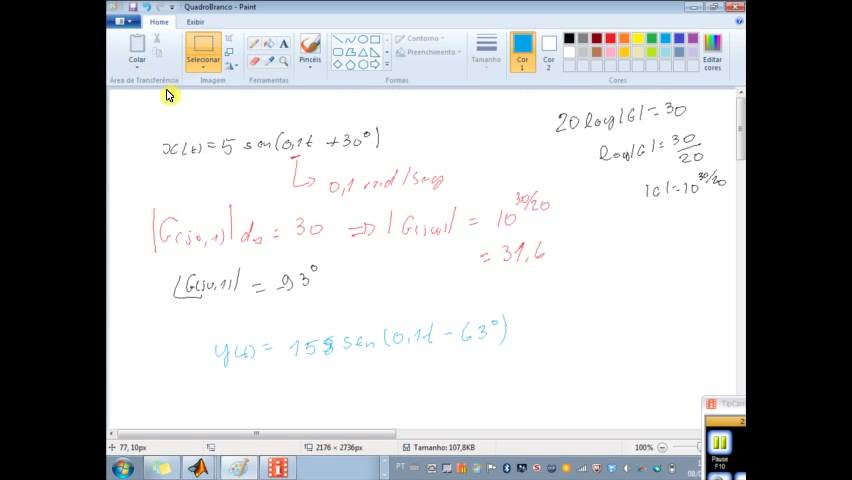 QuadroBranco - Paint
Home Exibir
Colar
Selecionar
Pincéis
Contorno
Preenchimento
Tamanho
Cor 1
Cor 2
Editar cores
Área de Transferência
Imagem
Ferramentas
Formas
Cores
x(t) = 5 sen(0,1t + 30°)
0,1 rad/seg
|G(j0,1)| dB = 30 => |G(jω)| = 10^30/20
= 31,6
|G(j0,1)| = -93°
y(t) = 158 sen(0,1t - 63°)
20 log|G| = 30
log|G| = 30/20
|G| = 10^30/20
TipCam
Pause
F10
77, 10px
2176 × 2736px
Tamanho: 107,8KB
100%
PT